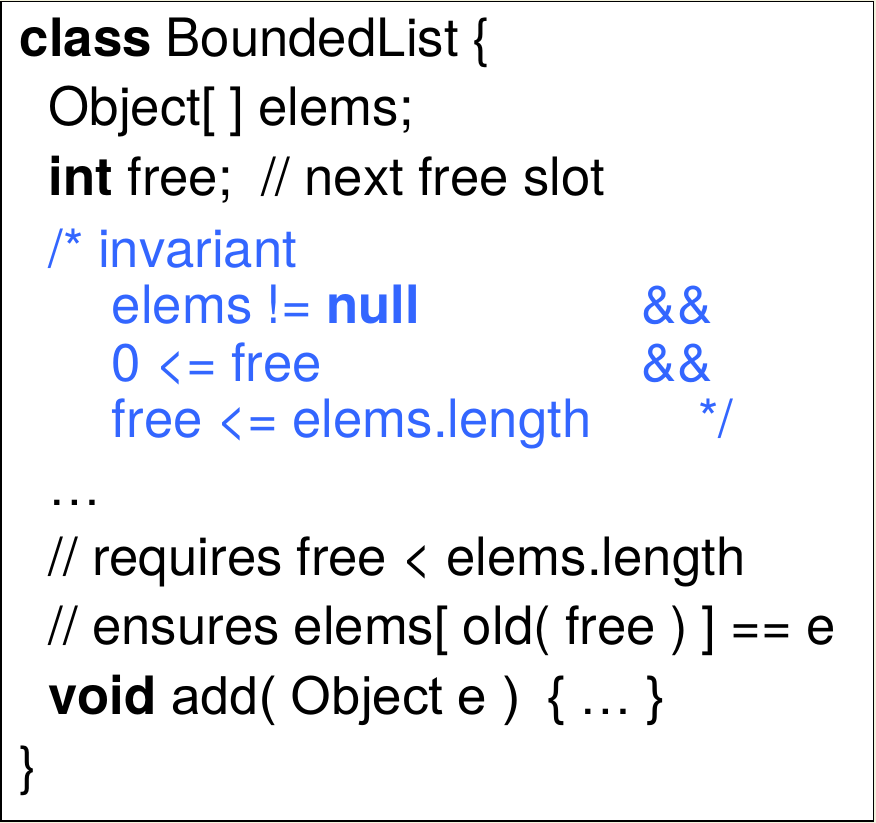 class BoundedList {
Object[ ] elems;
int free;  // next free slot
/* invariant
elems != null &&
0 <= free &&
free <= elems.length */
…
// requires free < elems.length
// ensures elems[ old( free ) ] == e
void add( Object e )  { … }
}